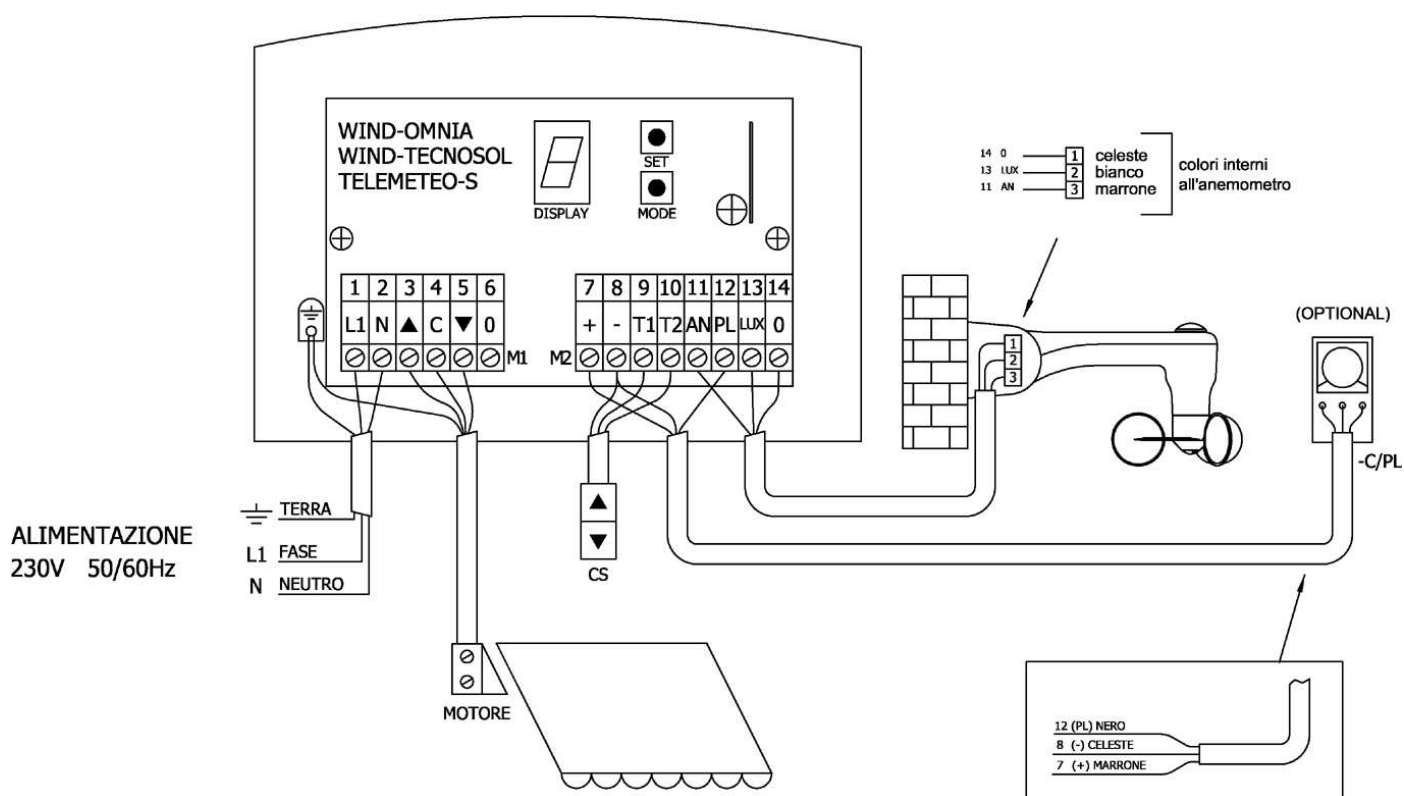 WIND-OMNIA
WIND-TECNOSOL
TELEMETEO-S
DISPLAY
SET
MODE
14 0 1 celeste
13 LUX 2 bianco
11 AN 3 marrone
colori interni
all'anemometro
1 2 3 4 5 6
L1 N ▲ C ▼ 0
M1
7 8 9 10 11 12 13 14
+ - T1 T2 AN PL LUX 0
M2
1
2
3
(OPTIONAL)
-C/PL
ALIMENTAZIONE
230V 50/60Hz
TERRA
L1 FASE
N NEUTRO
▲
▼
CS
MOTORE
12 (PL) NERO
8 (-) CELESTE
7 (+) MARRONE